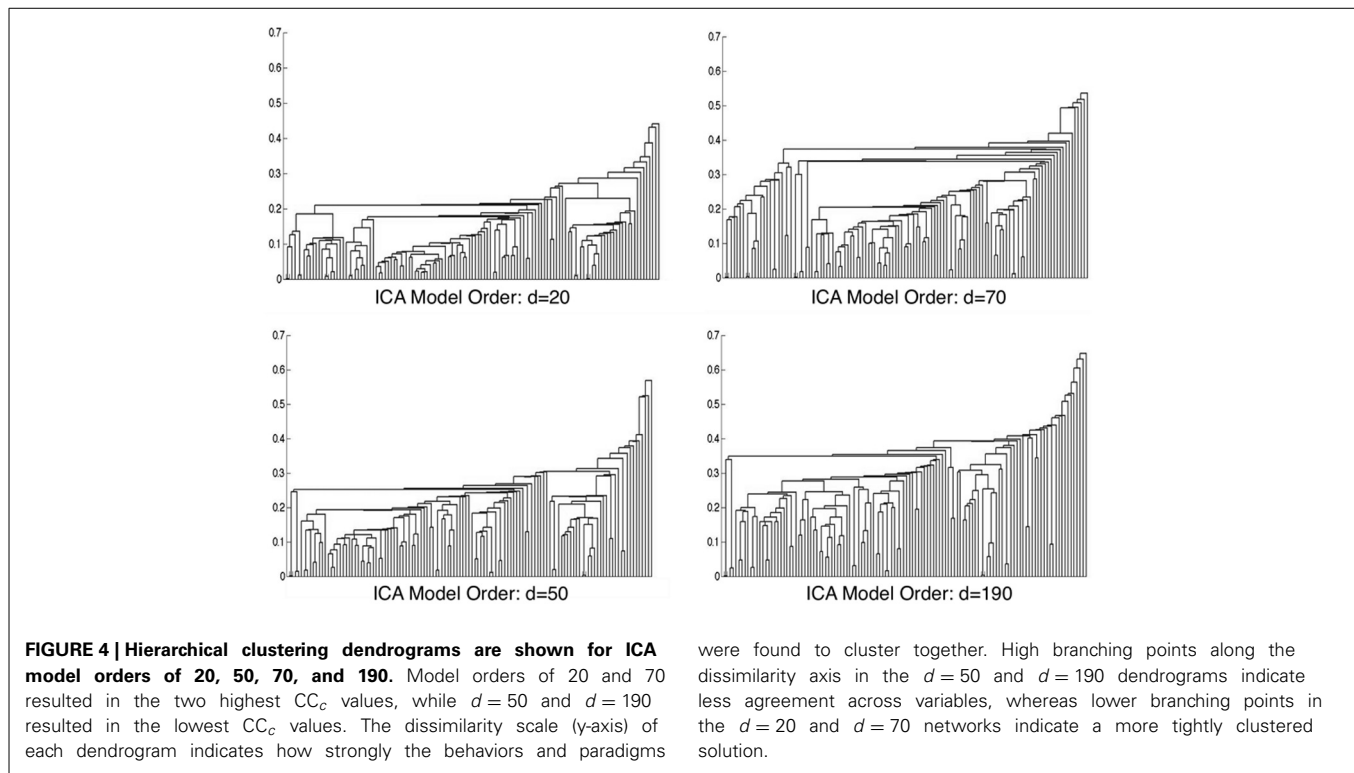 0.7
0.6
0.5
0.4
0.3
0.2
0.1
0
ICA Model Order: d=20
0.7
0.6
0.5
0.4
0.3
0.2
0.1
0
ICA Model Order: d=70
0.7
0.6
0.5
0.4
0.3
0.2
0.1
0
ICA Model Order: d=50
0.7
0.6
0.5
0.4
0.3
0.2
0.1
0
ICA Model Order: d=190
FIGURE 4 | Hierarchical clustering dendrograms are shown for ICA
model orders of 20, 50, 70, and 190. Model orders of 20 and 70
resulted in the two highest CCc values, while d = 50 and d = 190
resulted in the lowest CCc values. The dissimilarity scale (y-axis) of
each dendrogram indicates how strongly the behaviors and paradigms
were found to cluster together. High branching points along the
dissimilarity axis in the d = 50 and d = 190 dendrograms indicate
less agreement across variables, whereas lower branching points in
the d = 20 and d = 70 networks indicate a more tightly clustered
solution.